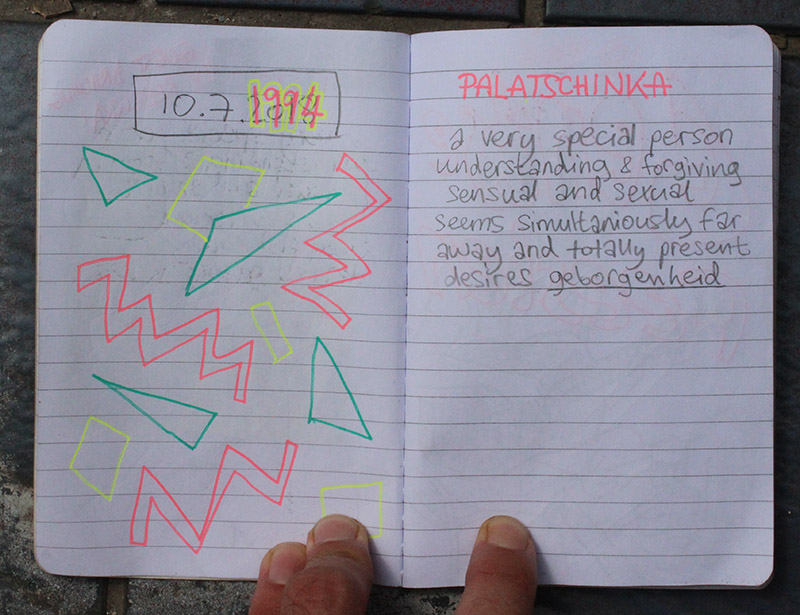 10.7.1994
PALATSCHINKA
a very special person
understanding & forgiving
sensual and sexual
seems simultaniously far
away and totally present
desires geborgenheid